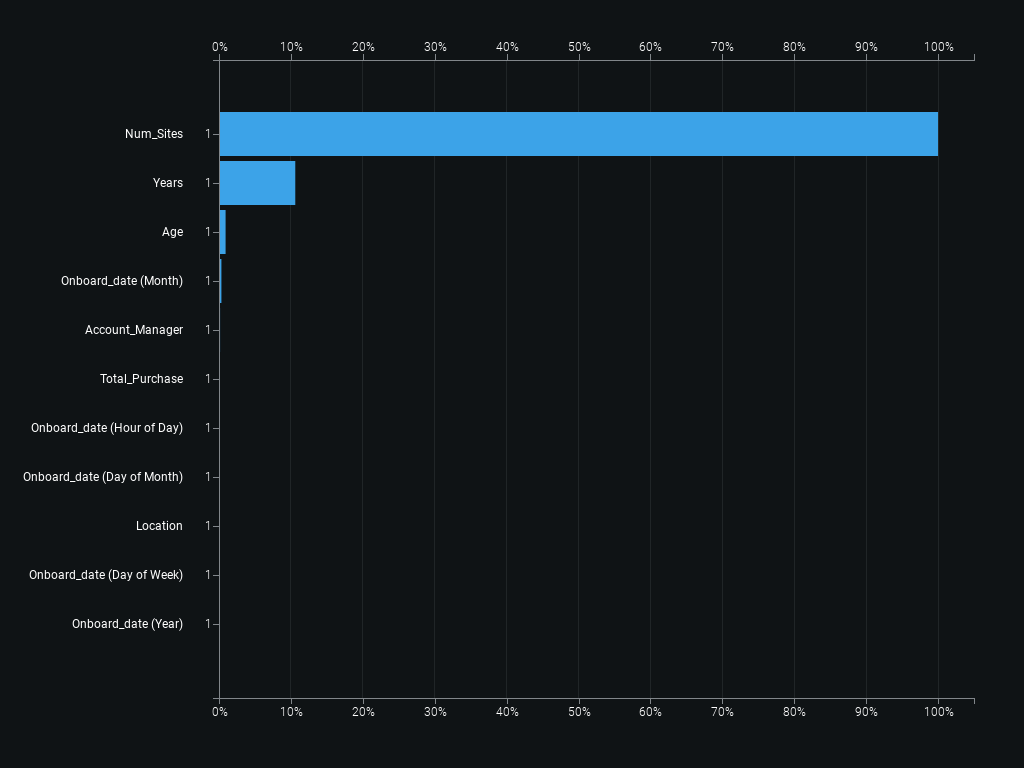 0% 10% 20% 30% 40% 50% 60% 70% 80% 90% 100%
Num_Sites 1
Years 1
Age 1
Onboard_date (Month) 1
Account_Manager 1
Total_Purchase 1
Onboard_date (Hour of Day) 1
Onboard_date (Day of Month) 1
Location 1
Onboard_date (Day of Week) 1
Onboard_date (Year) 1
0% 10% 20% 30% 40% 50% 60% 70% 80% 90% 100%